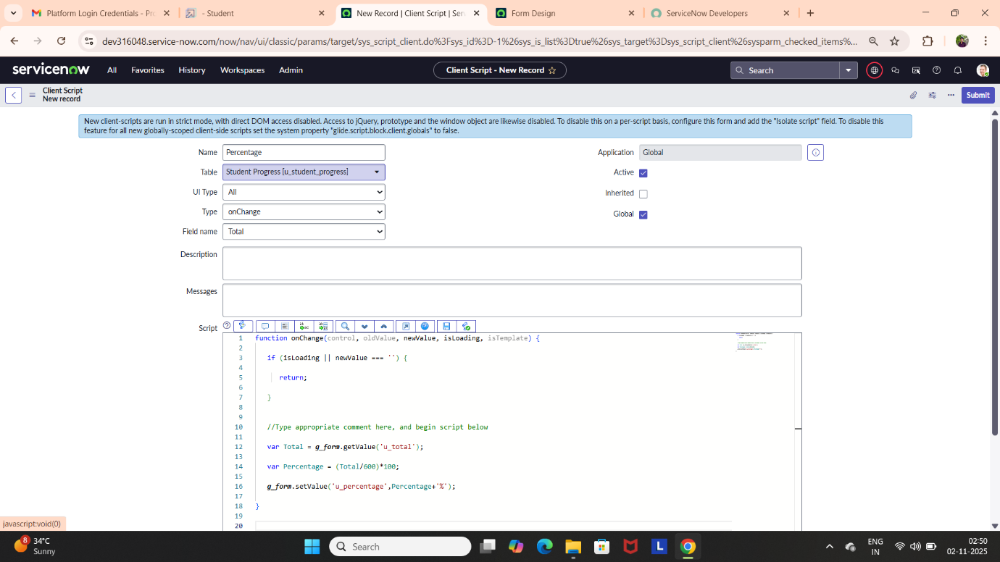 Platform Login Credentials - Pro
- Student
New Record | Client Script | Serv
Form Design
ServiceNow Developers
dev316048.service-now.com/now/nav/ui/classic/params/target/sys_script_client.do%3Fsys_id%3D-1%26sys_is_list%3Dtrue%26sys_target%3Dsys_script_client%26sysparm_checked_items%...
servicenow
All
Favorites
History
Workspaces
Admin
Client Script - New Record
Search
Client Script
New record
Submit
New client-scripts are run in strict mode, with direct DOM access disabled. Access to jQuery, prototype and the window object are likewise disabled. To disable this on a per-script basis, configure this form and add the "Isolate script" field. To disable this
feature for all new globally-scoped client-side scripts set the system property "glide.script.block.client.globals" to false.
Name Percentage
Application Global
Table Student Progress [u_student_progress]
Active
UI Type All
Inherited
Type onChange
Global
Field name Total
Description
Messages
Script
1 function onChange(control, oldValue, newValue, isLoading, isTemplate) {
2
3 if (isLoading || newValue === '') {
4
5 return;
6
7 }
8
9
10 //Type appropriate comment here, and begin script below
11
12 var Total = g_form.getValue('u_total');
13
14 var Percentage = (Total/600)*100;
15
16 g_form.setValue('u_percentage',Percentage+'%');
17
18 }
19
20
javascript:void(0)
8
34°C
Sunny
Search
L
ENG
IN
02:50
02-11-2025